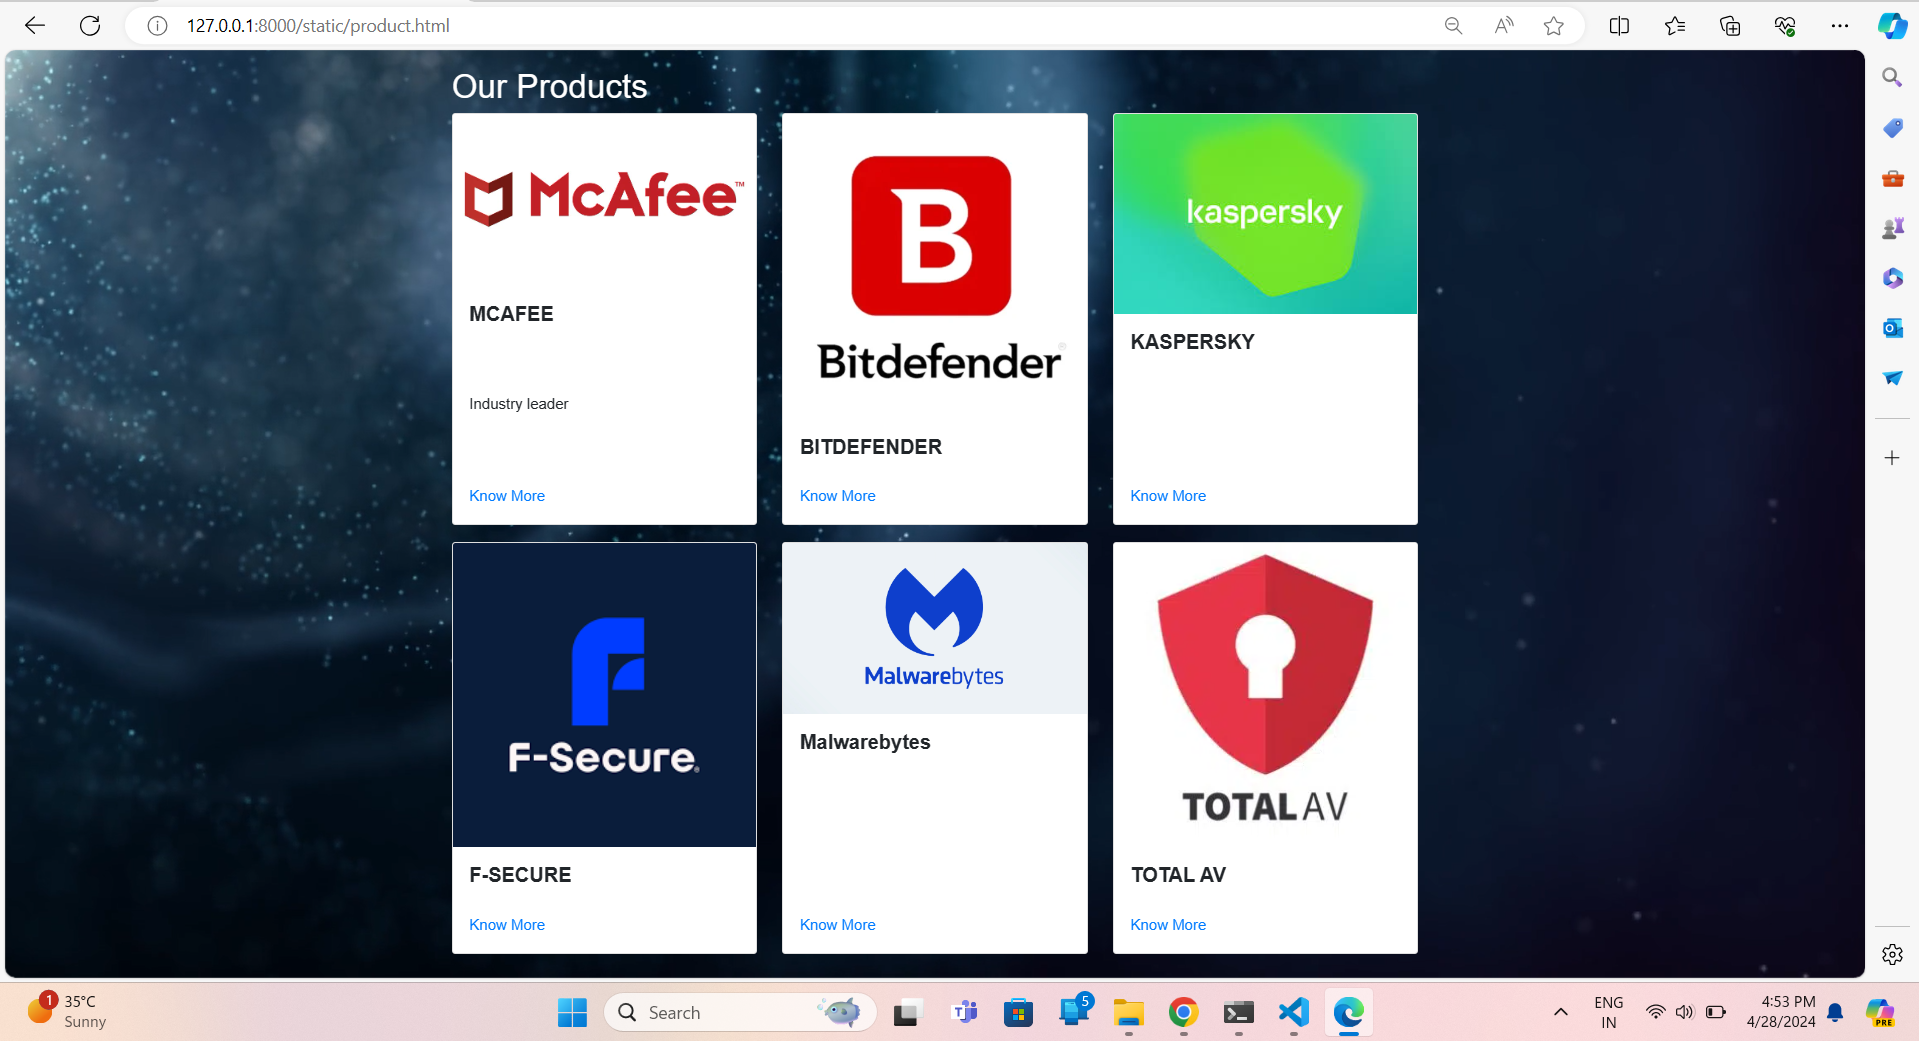 127.0.0.1:8000/static/product.html
Our Products
McAfee™
Bitdefender®
kaspersky
MCAFEE
KASPERSKY
Industry leader
BITDEFENDER
Know More
Know More
Know More
F-Secure®
Malwarebytes
TOTAL AV
Malwarebytes
F-SECURE
TOTAL AV
Know More
Know More
Know More
1
35°C
Sunny
Search
5
ENG
IN
4:53 PM
4/28/2024
PRE